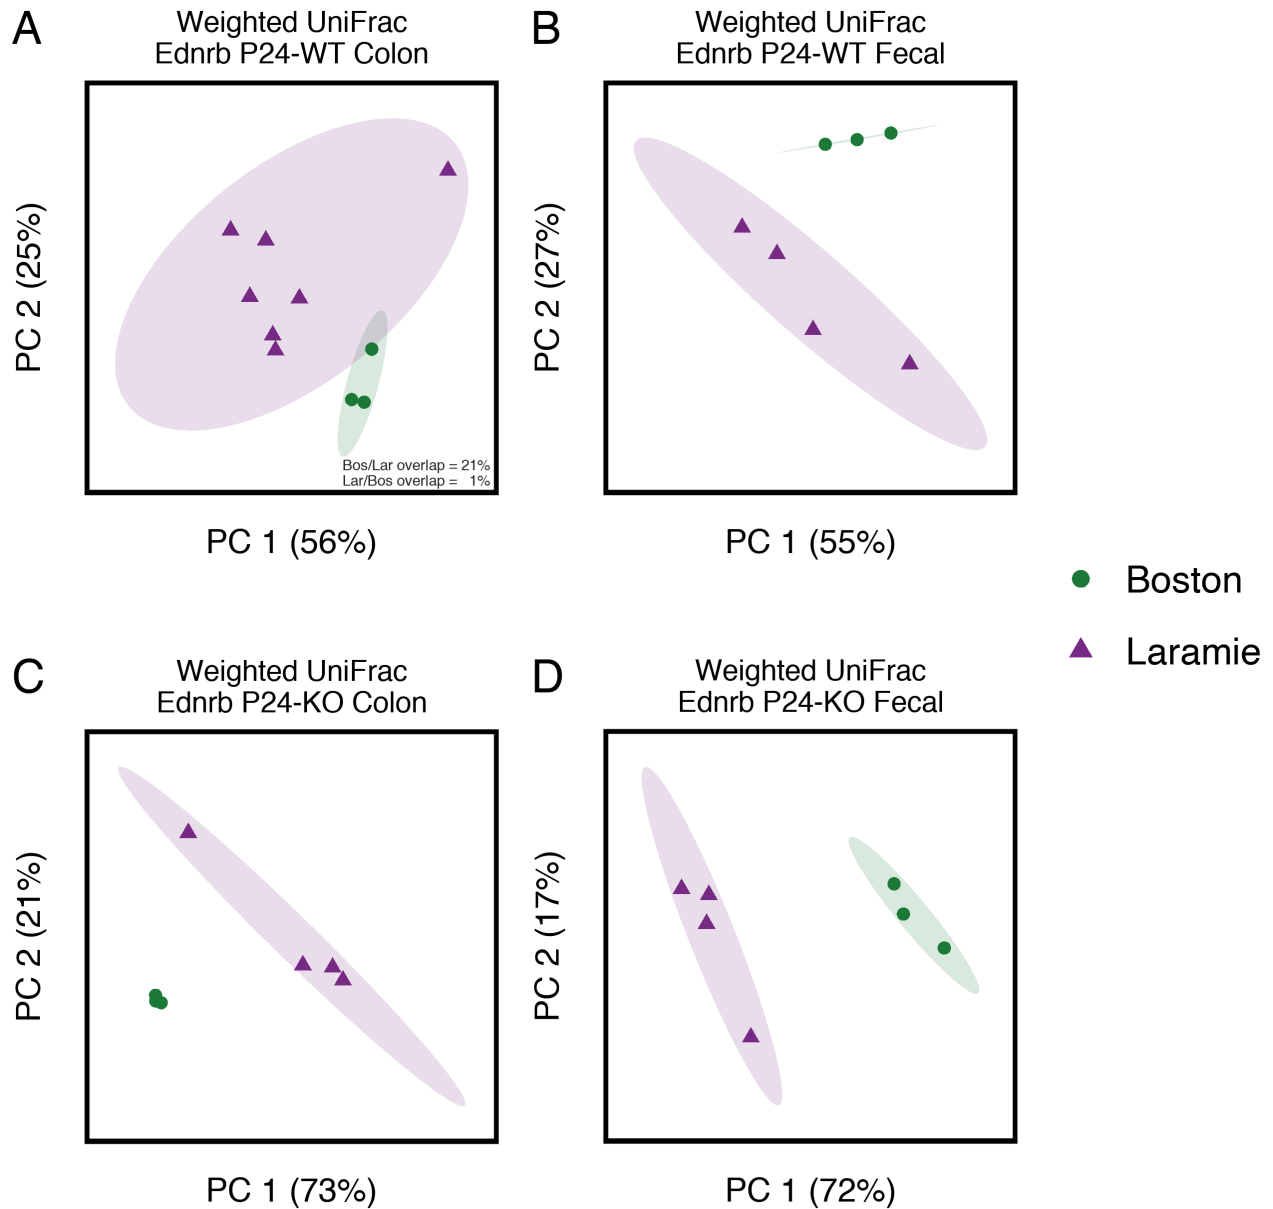 A
Weighted UniFrac
Ednrb P24-WT Colon
PC 2 (25%)
Bos/Lar overlap = 21%
Lar/Bos overlap = 1%
PC 1 (56%)
B
Weighted UniFrac
Ednrb P24-WT Fecal
PC 2 (27%)
PC 1 (55%)
Boston
Laramie
C
Weighted UniFrac
Ednrb P24-KO Colon
PC 2 (21%)
PC 1 (73%)
D
Weighted UniFrac
Ednrb P24-KO Fecal
PC 2 (17%)
PC 1 (72%)